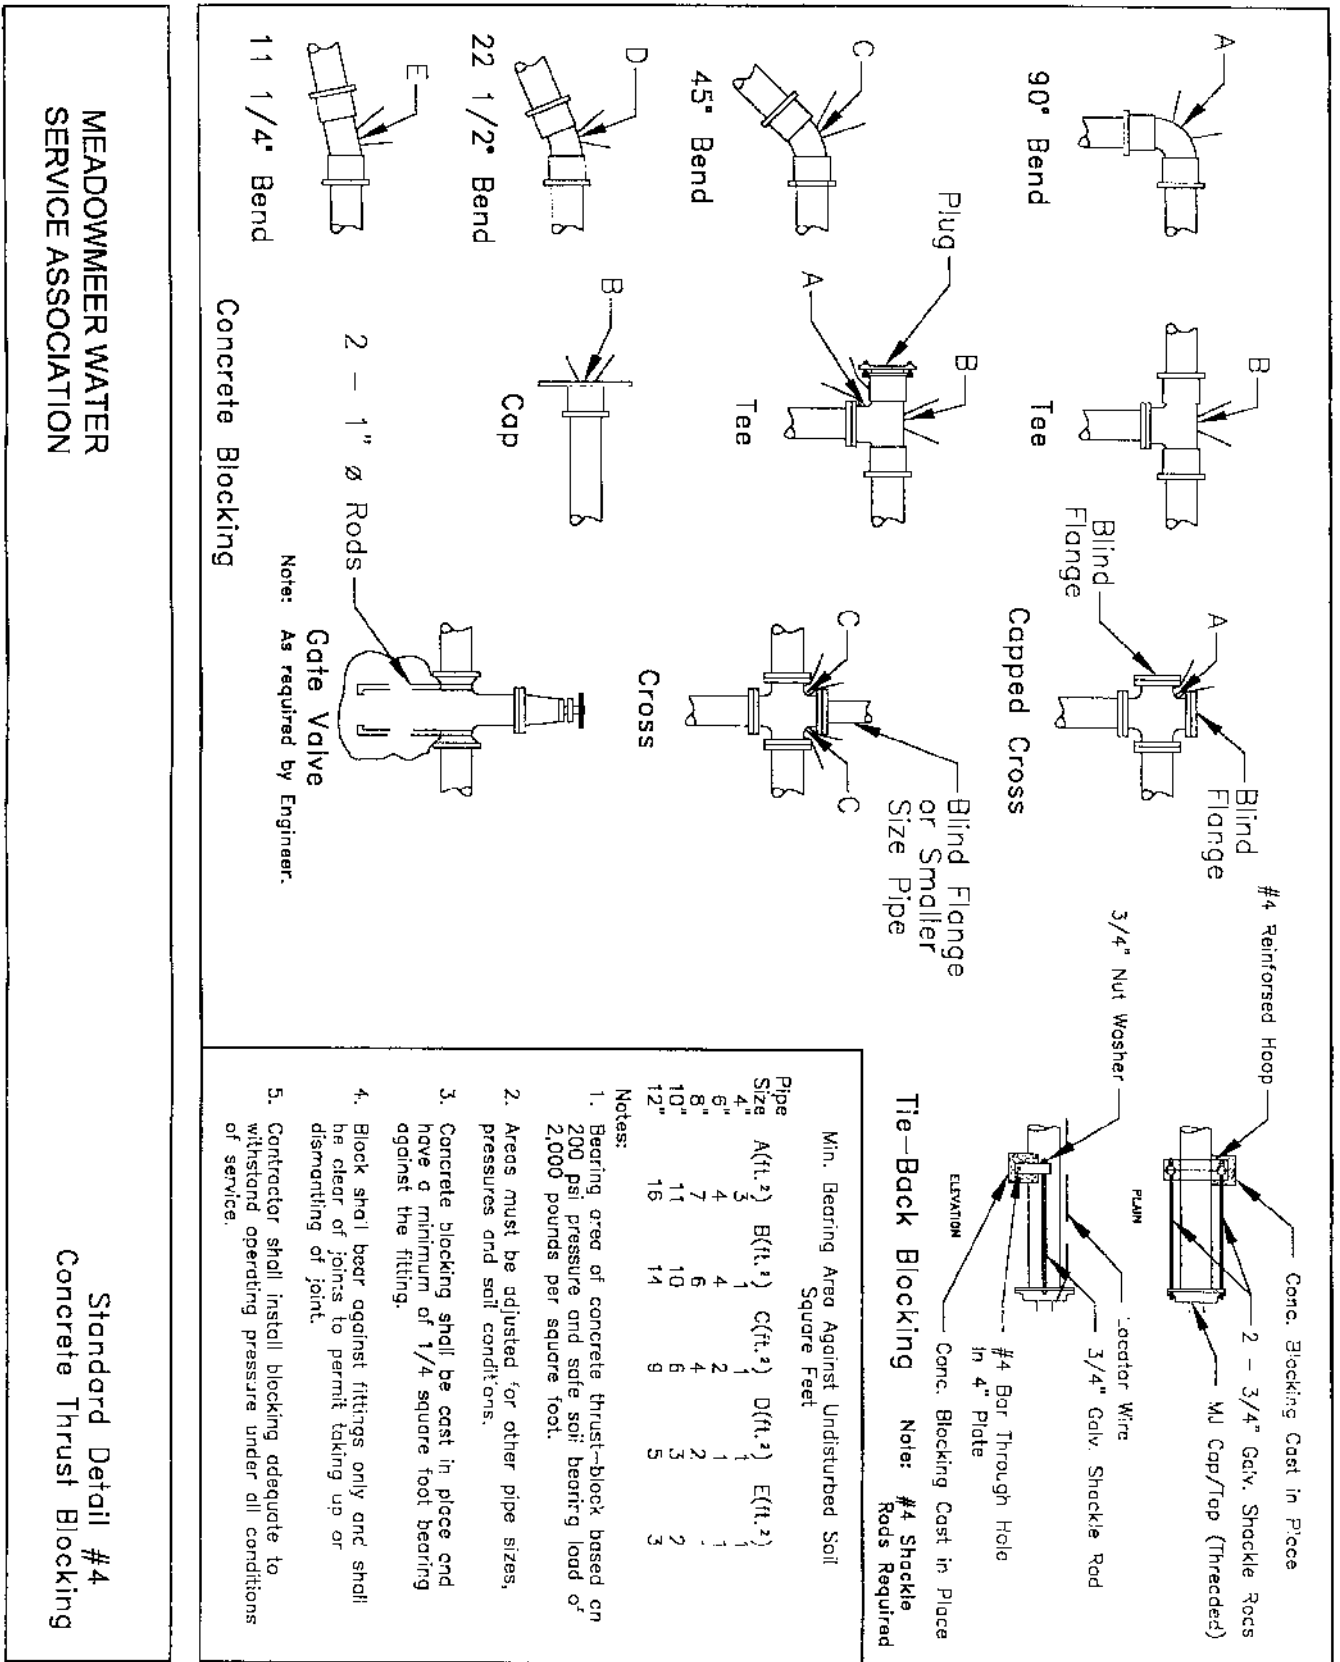 A
90° Bend
B
Tee
A
Blind
Flange
Blind
Flange
Capped Cross
C
45° Bend
Plug
A
B
Tee
C
C
Blind Flange
or Smaller
Size Pipe
Cross
D
22 1/2° Bend
B
Cap
E
11 1/4° Bend
2 – 1" ø Rods
Gate Valve
Note: As required by Engineer.
Concrete Blocking
Conc. Blocking Cast in Place
#4 Reinforsed Hoop
2 – 3/4" Galv. Shackle Rods
MJ Cap/Tap (Threaded)
PLAIN
3/4" Nut Washer
Locator Wire
3/4" Galv. Shackle Rod
#4 Bar Through Hole
in 4" Plate
Conc. Blocking Cast in Place
ELEVATION
Tie–Back Blocking
Note: #4 Shackle
Rods Required
Min. Bearing Area Against Undisturbed Soil
Square Feet
Pipe
Size A(ft.²) B(ft.²) C(ft.²) D(ft.²) E(ft.²)
4" 3 1 1 1 1
6" 4 4 2 1 1
8" 7 6 4 2
10" 11 10 6 3 2
12" 16 14 9 5 3
Notes:
1. Bearing area of concrete thrust–block based on
200 psi pressure and safe soil bearing load of
2,000 pounds per square foot.
2. Areas must be adjusted for other pipe sizes,
pressures and soil conditions.
3. Concrete blocking shall be cast in place and
have a minimum of 1/4 square foot bearing
against the fitting.
4. Block shall bear against fittings only and shall
be clear of joints to permit taking up or
dismantling of joint.
5. Contractor shall install blocking adequate to
withstand operating pressure under all conditions
of service.
MEADOWMEER WATER
SERVICE ASSOCIATION
Standard Detail #4
Concrete Thrust Blocking